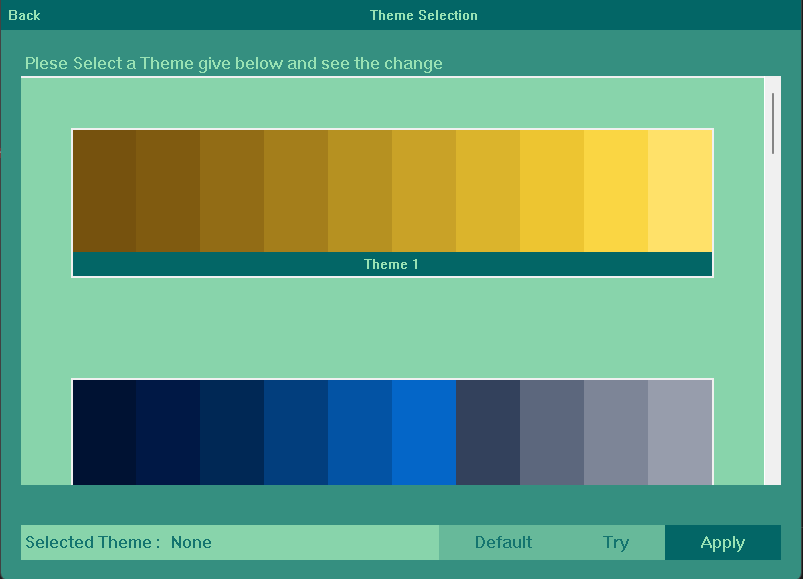 Back
Theme Selection
Plese Select a Theme give below and see the change
Theme 1
Selected Theme : None
Default
Try
Apply